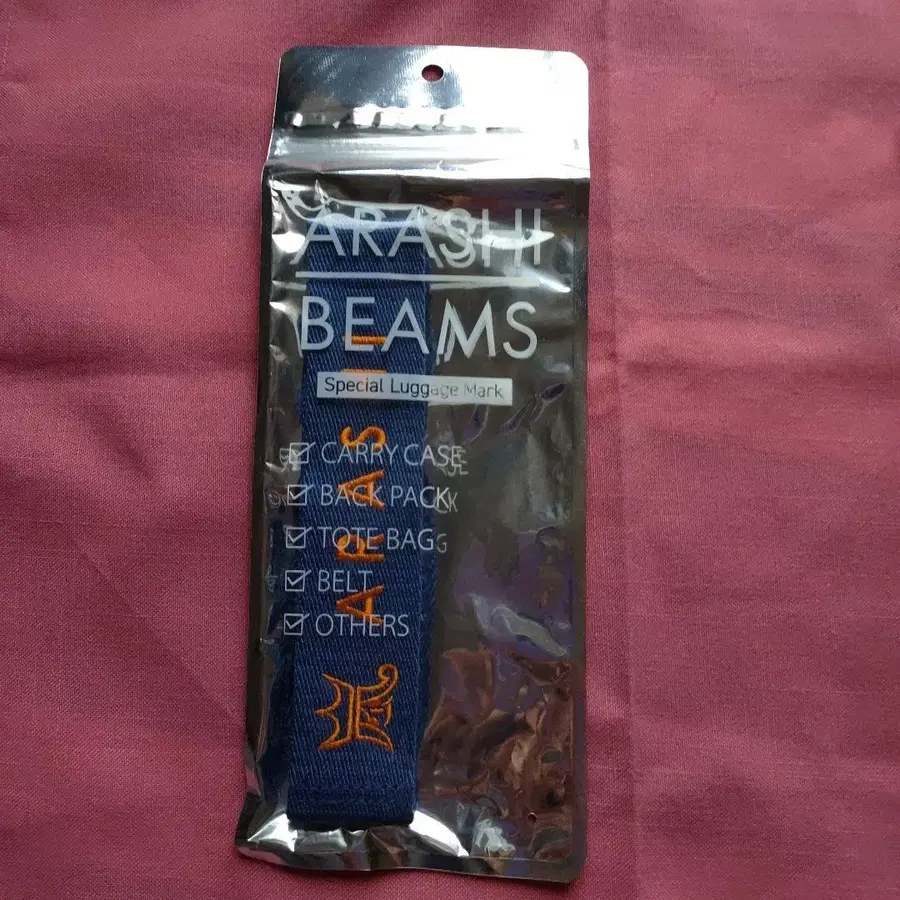 ARASHI
BEAMS
Special Luggage Mark
CARRY CASE
BACK PACK
TOTE BAG
BELT
OTHERS
ARASHI